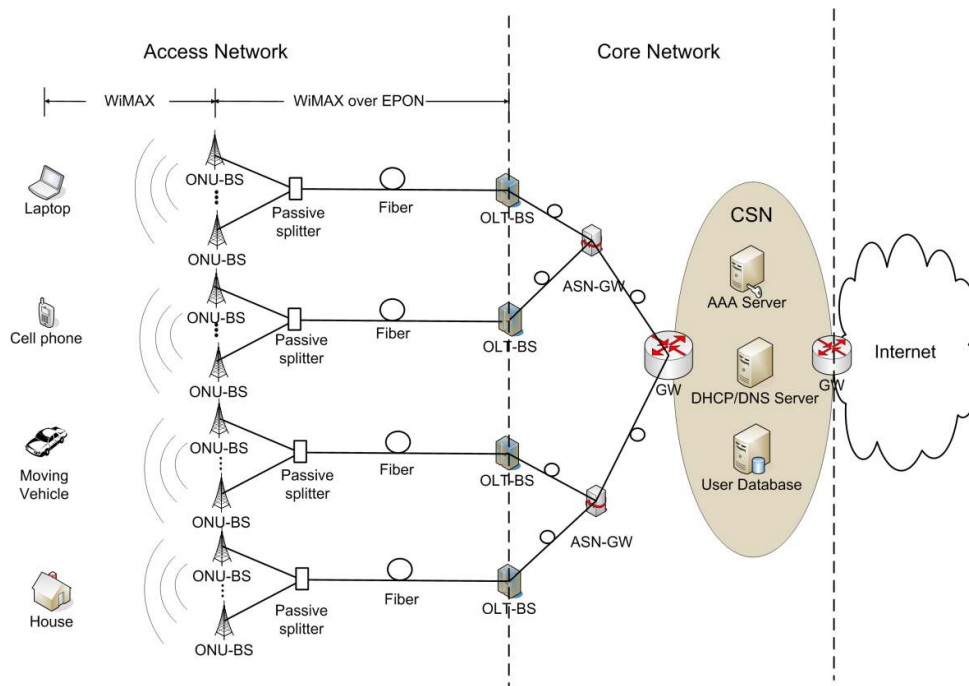 Access Network
Core Network
WiMAX
WiMAX over EPON
ONU-BS
Laptop
Passive
splitter
Fiber
OLT-BS
ONU-BS
CSN
ASN-GW
AAA Server
ONU-BS
Cell phone
Passive
splitter
Fiber
OLT-BS
Internet
ONU-BS
GW
DHCP/DNS Server
GW
ONU-BS
Moving
Vehicle
Passive
splitter
Fiber
OLT-BS
User Database
ONU-BS
ASN-GW
ONU-BS
House
Passive
splitter
Fiber
OLT-BS
ONU-BS